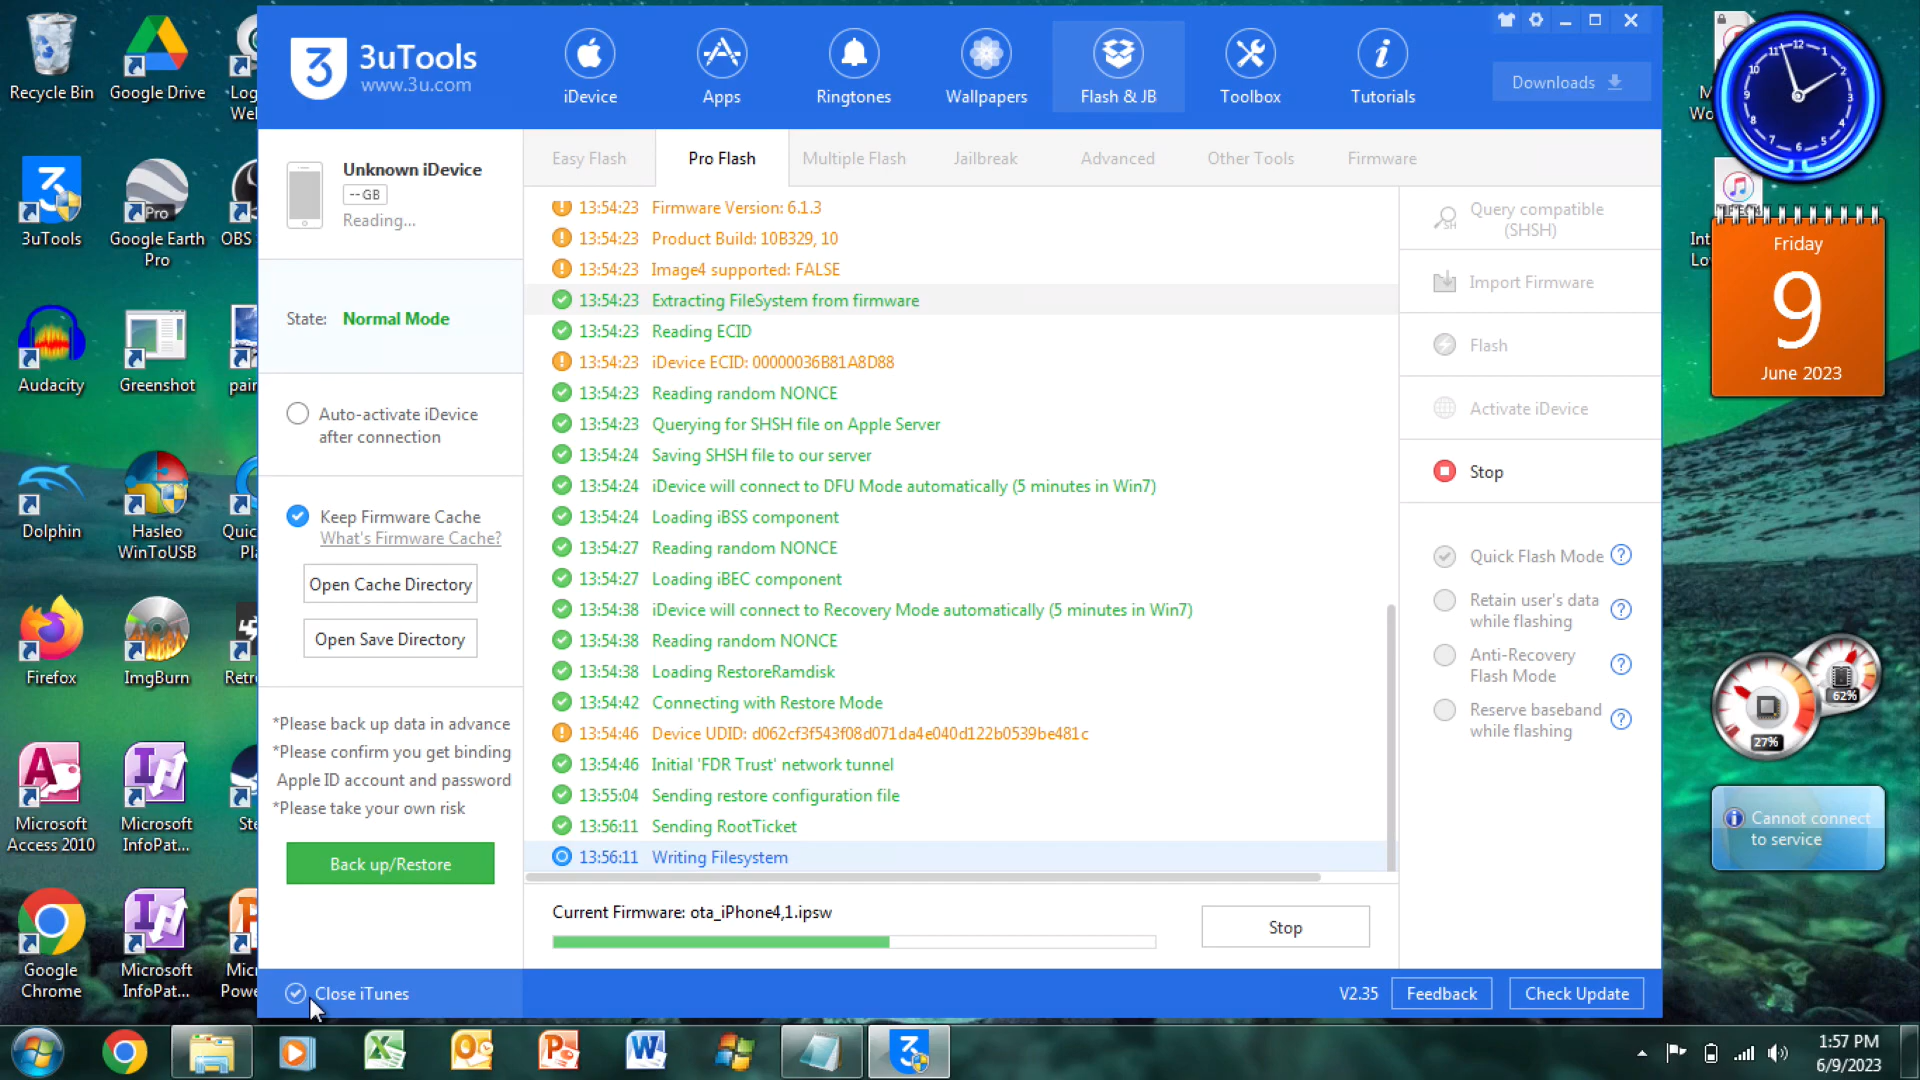 3uTools
www.3u.com
iDevice
Apps
Ringtones
Wallpapers
Flash & JB
Toolbox
Tutorials
Downloads
Easy Flash
Pro Flash
Multiple Flash
Jailbreak
Advanced
Other Tools
Firmware
Unknown iDevice
--GB
Reading...
State: Normal Mode
Auto-activate iDevice
after connection
Keep Firmware Cache
What's Firmware Cache?
Open Cache Directory
Open Save Directory
*Please back up data in advance
*Please confirm you get binding
Apple ID account and password
*Please take your own risk
Back up/Restore
Close iTunes
13:54:23 Firmware Version: 6.1.3
13:54:23 Product Build: 10B329, 10
13:54:23 Image4 supported: FALSE
13:54:23 Extracting FileSystem from firmware
13:54:23 Reading ECID
13:54:23 iDevice ECID: 00000036B81A8D88
13:54:23 Reading random NONCE
13:54:23 Querying for SHSH file on Apple Server
13:54:24 Saving SHSH file to our server
13:54:24 iDevice will connect to DFU Mode automatically (5 minutes in Win7)
13:54:24 Loading iBSS component
13:54:27 Reading random NONCE
13:54:27 Loading iBEC component
13:54:38 iDevice will connect to Recovery Mode automatically (5 minutes in Win7)
13:54:38 Reading random NONCE
13:54:38 Loading RestoreRamdisk
13:54:42 Connecting with Restore Mode
13:54:46 Device UDID: d062cf3f543f08d071da4e040d122b0539be481c
13:54:46 Initial 'FDR Trust' network tunnel
13:55:04 Sending restore configuration file
13:56:11 Sending RootTicket
13:56:11 Writing Filesystem
Current Firmware: ota_iPhone4,1.ipsw
Stop
Query compatible
(SHSH)
Import Firmware
Flash
Activate iDevice
Stop
Quick Flash Mode
Retain user's data
while flashing
Anti-Recovery
Flash Mode
Reserve baseband
while flashing
V2.35
Feedback
Check Update
Recycle Bin
Google Drive
3uTools
Google Earth
Pro
OBS
Audacity
Greenshot
Dolphin
Hasleo
WinToUSB
Firefox
ImgBurn
Microsoft
Access 2010
Microsoft
InfoPat...
Google
Chrome
Microsoft
InfoPat...
Friday
9
June 2023
62%
27%
Cannot connect
to service
1:57 PM
6/9/2023